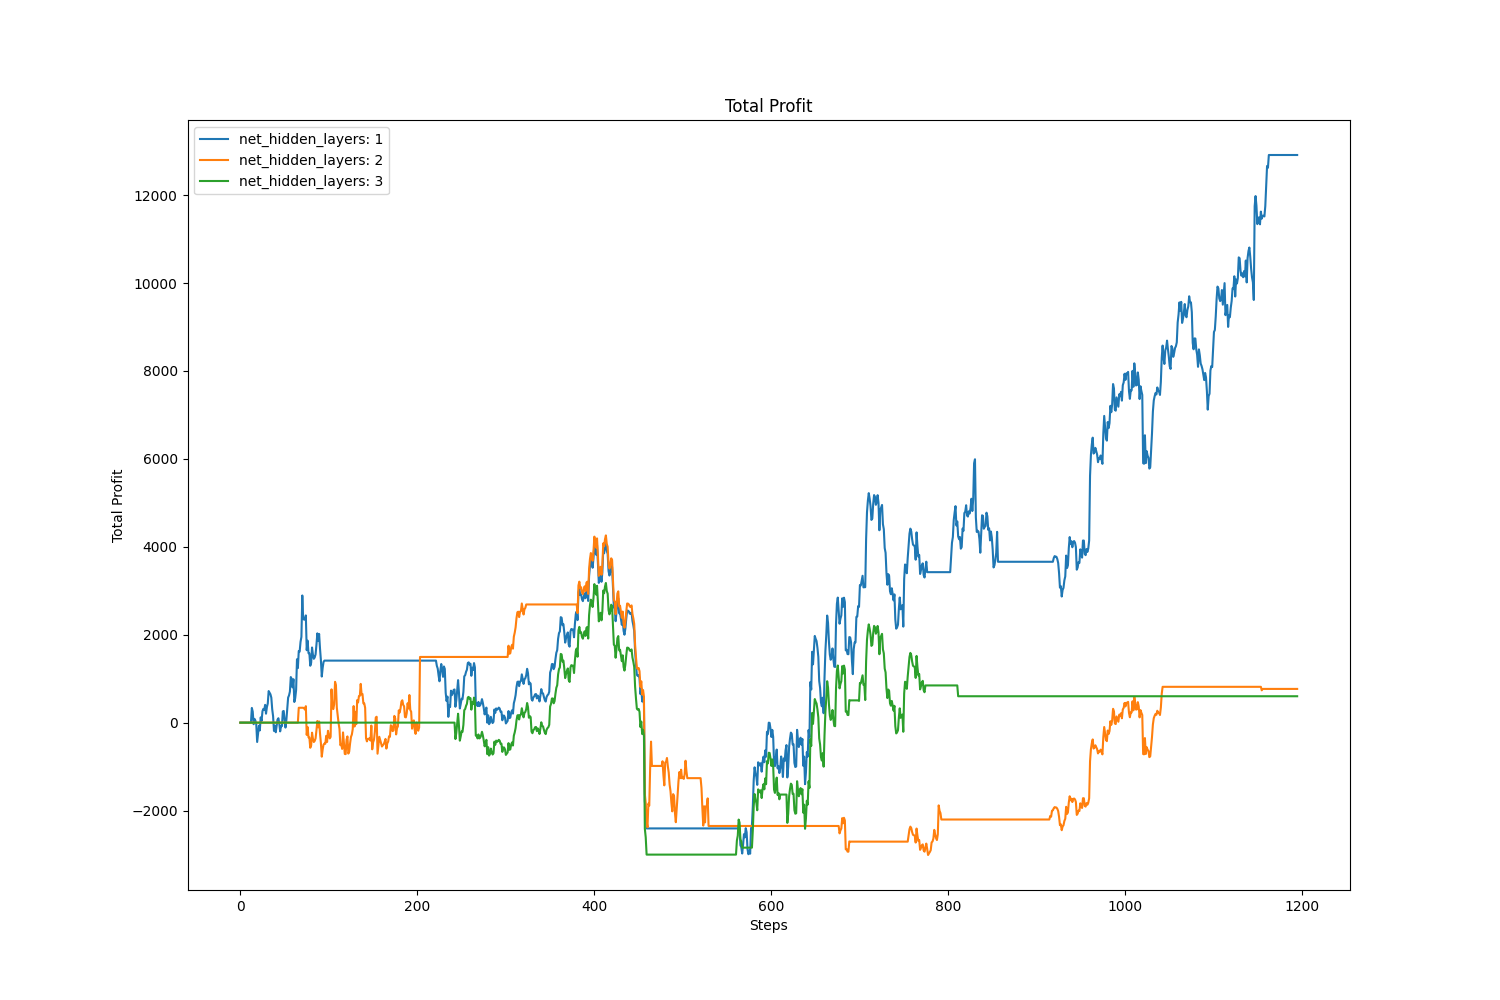 Total Profit
net_hidden_layers: 1
net_hidden_layers: 2
net_hidden_layers: 3
12000
10000
8000
6000
4000
2000
0
−2000
Total Profit
0 200 400 600 800 1000 1200
Steps